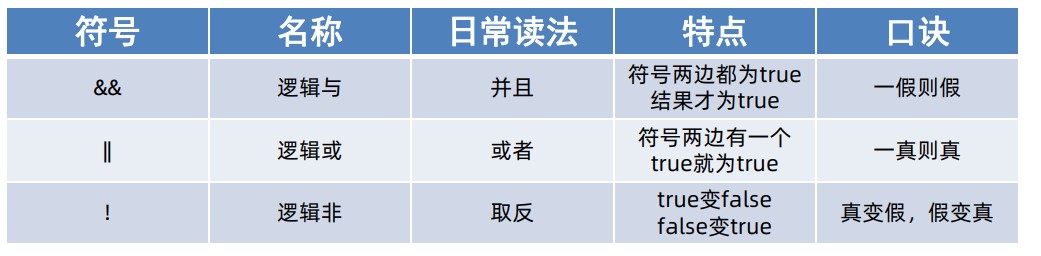 符号 名称 日常读法 特点 口诀
&& 逻辑与 并且 符号两边都为true 结果才为true 一假则假
‖ 逻辑或 或者 符号两边有一个 true就为true 一真则真
! 逻辑非 取反 true变false false变true 真变假，假变真